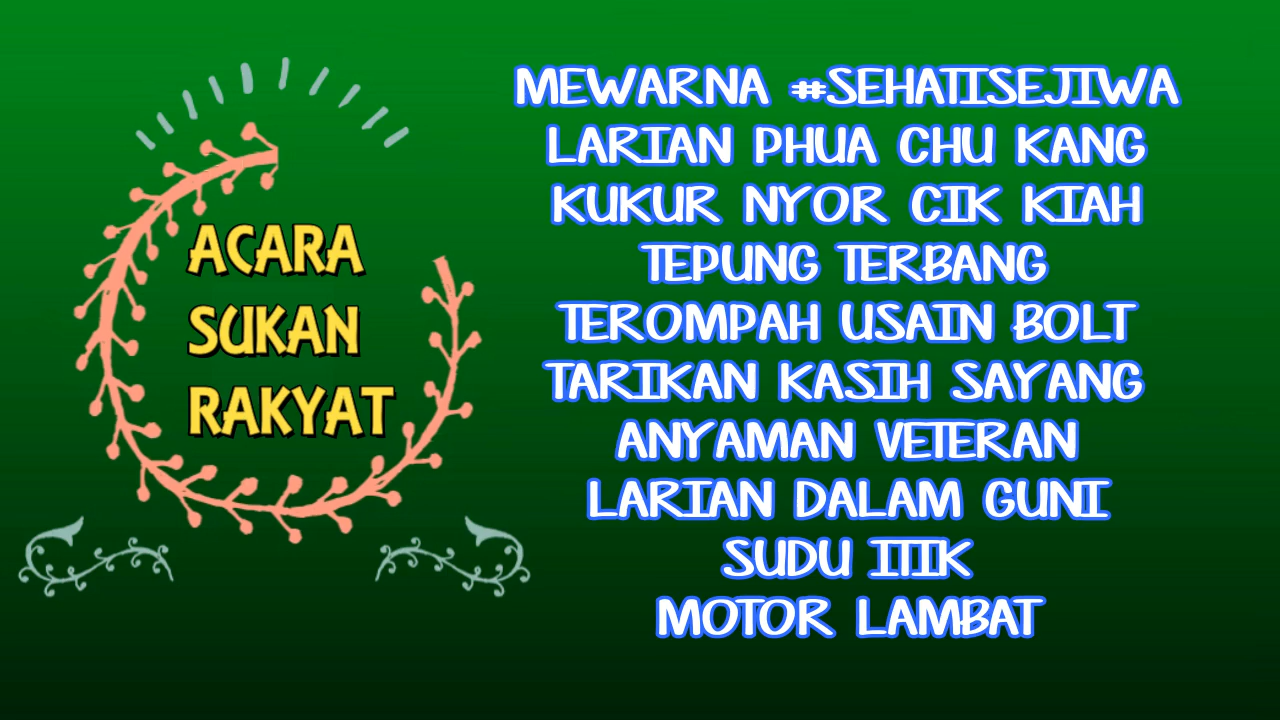 ACARA
SUKAN
RAKYAT
MEWARNA #SEHATISEJIWA
LARIAN PHUA CHU KANG
KUKUR NYOR CIK KIAH
TEPUNG TERBANG
TEROMPAH USAIN BOLT
TARIKAN KASIH SAYANG
ANYAMAN VETERAN
LARIAN DALAM GUNI
SUDU ITIK
MOTOR LAMBAT